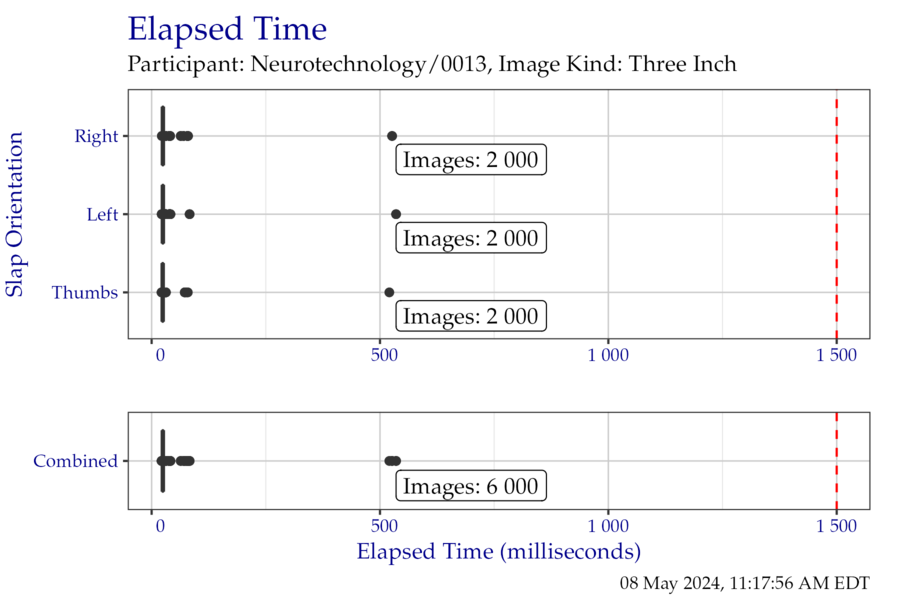 Elapsed Time
Participant: Neurotechnology/0013, Image Kind: Three Inch
Slap Orientation
Right
Images: 2 000
Left
Images: 2 000
Thumbs
Images: 2 000
0 500 1 000 1 500
Combined
Images: 6 000
0 500 1 000 1 500
Elapsed Time (milliseconds)
08 May 2024, 11:17:56 AM EDT